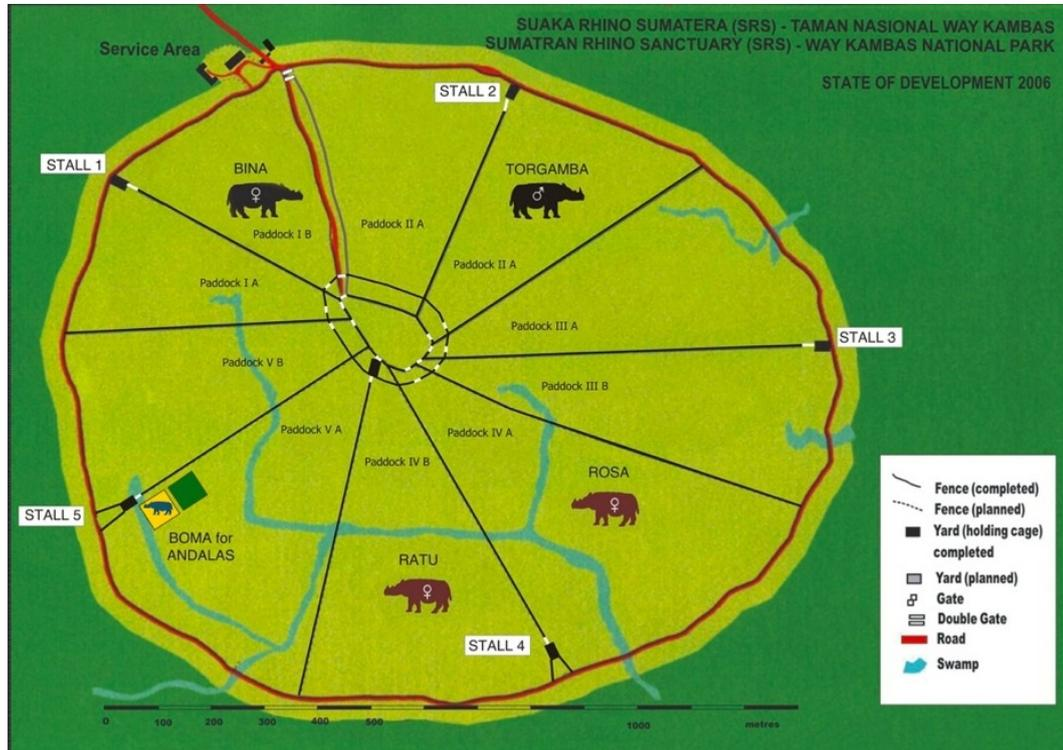 SUAKA RHINO SUMATERA (SRS) - TAMAN NASIONAL WAY KAMBAS
SUMATRAN RHINO SANCTUARY (SRS) - WAY KAMBAS NATIONAL PARK
STATE OF DEVELOPMENT 2006
Service Area
STALL 2
STALL 1
BINA
♀
TORGAMBA
♂
Paddock I B
Paddock II A
Paddock II A
Paddock I A
Paddock III A
STALL 3
Paddock V B
Paddock III B
Paddock V A
Paddock IV A
Paddock IV B
ROSA
♀
STALL 5
BOMA for
ANDALAS
RATU
♀
STALL 4
Fence (completed)
Fence (planned)
Yard (holding cage)
completed
Yard (planned)
Gate
Double Gate
Road
Swamp
0 100 200 300 400 500 1000 metres